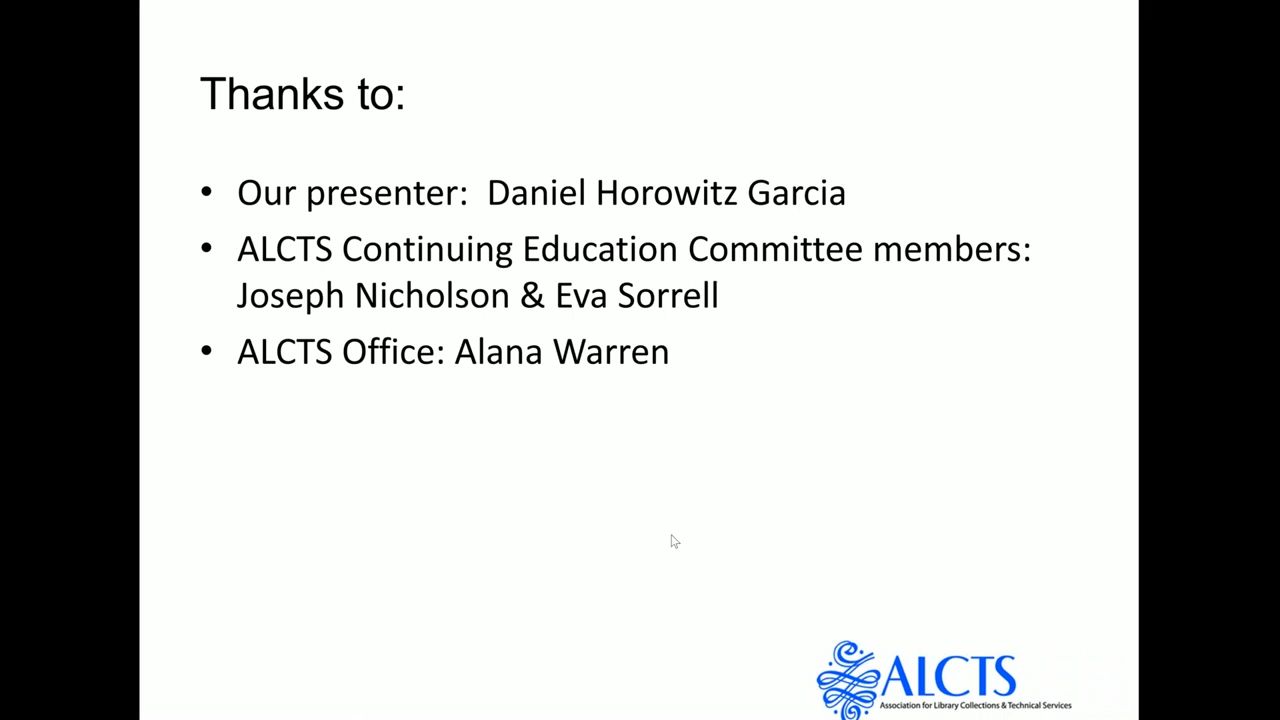 Thanks to:
• Our presenter:  Daniel Horowitz Garcia
• ALCTS Continuing Education Committee members:
Joseph Nicholson & Eva Sorrell
• ALCTS Office: Alana Warren
ALCTS
Association for Library Collections & Technical Services